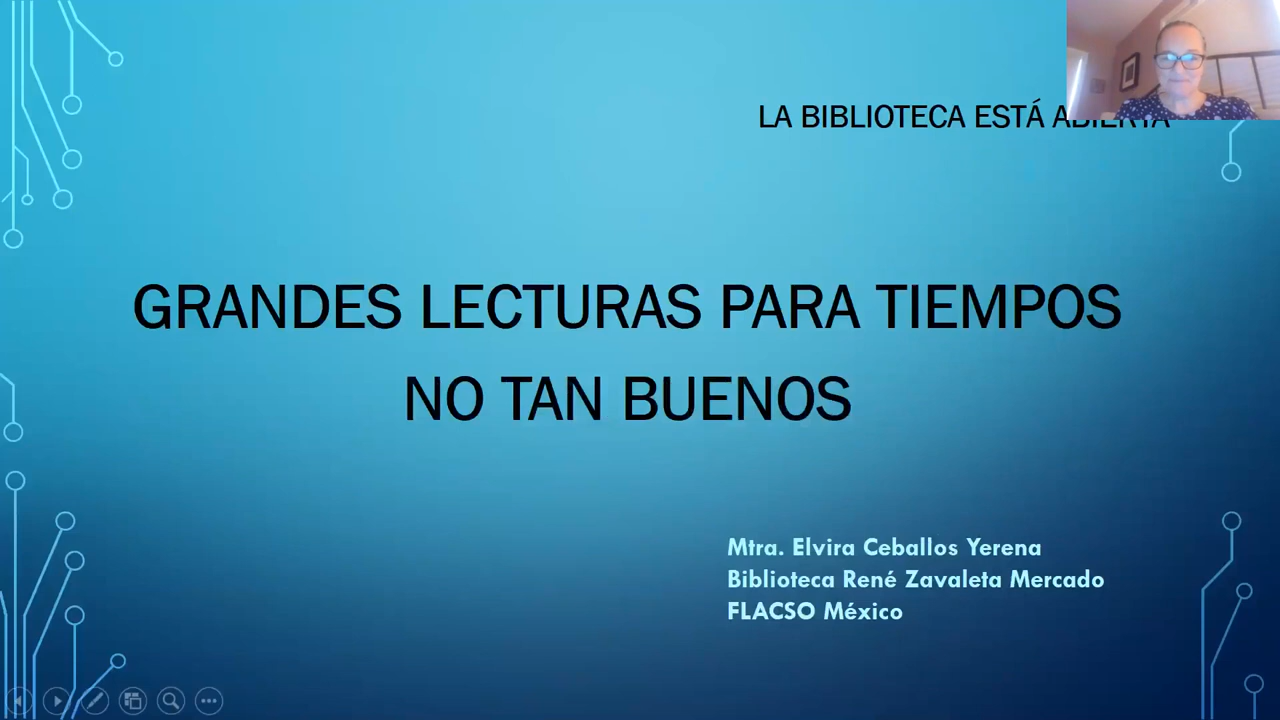 LA BIBLIOTECA ESTÁ ABIERTA
GRANDES LECTURAS PARA TIEMPOS
NO TAN BUENOS
Mtra. Elvira Ceballos Yerena
Biblioteca René Zavaleta Mercado
FLACSO México